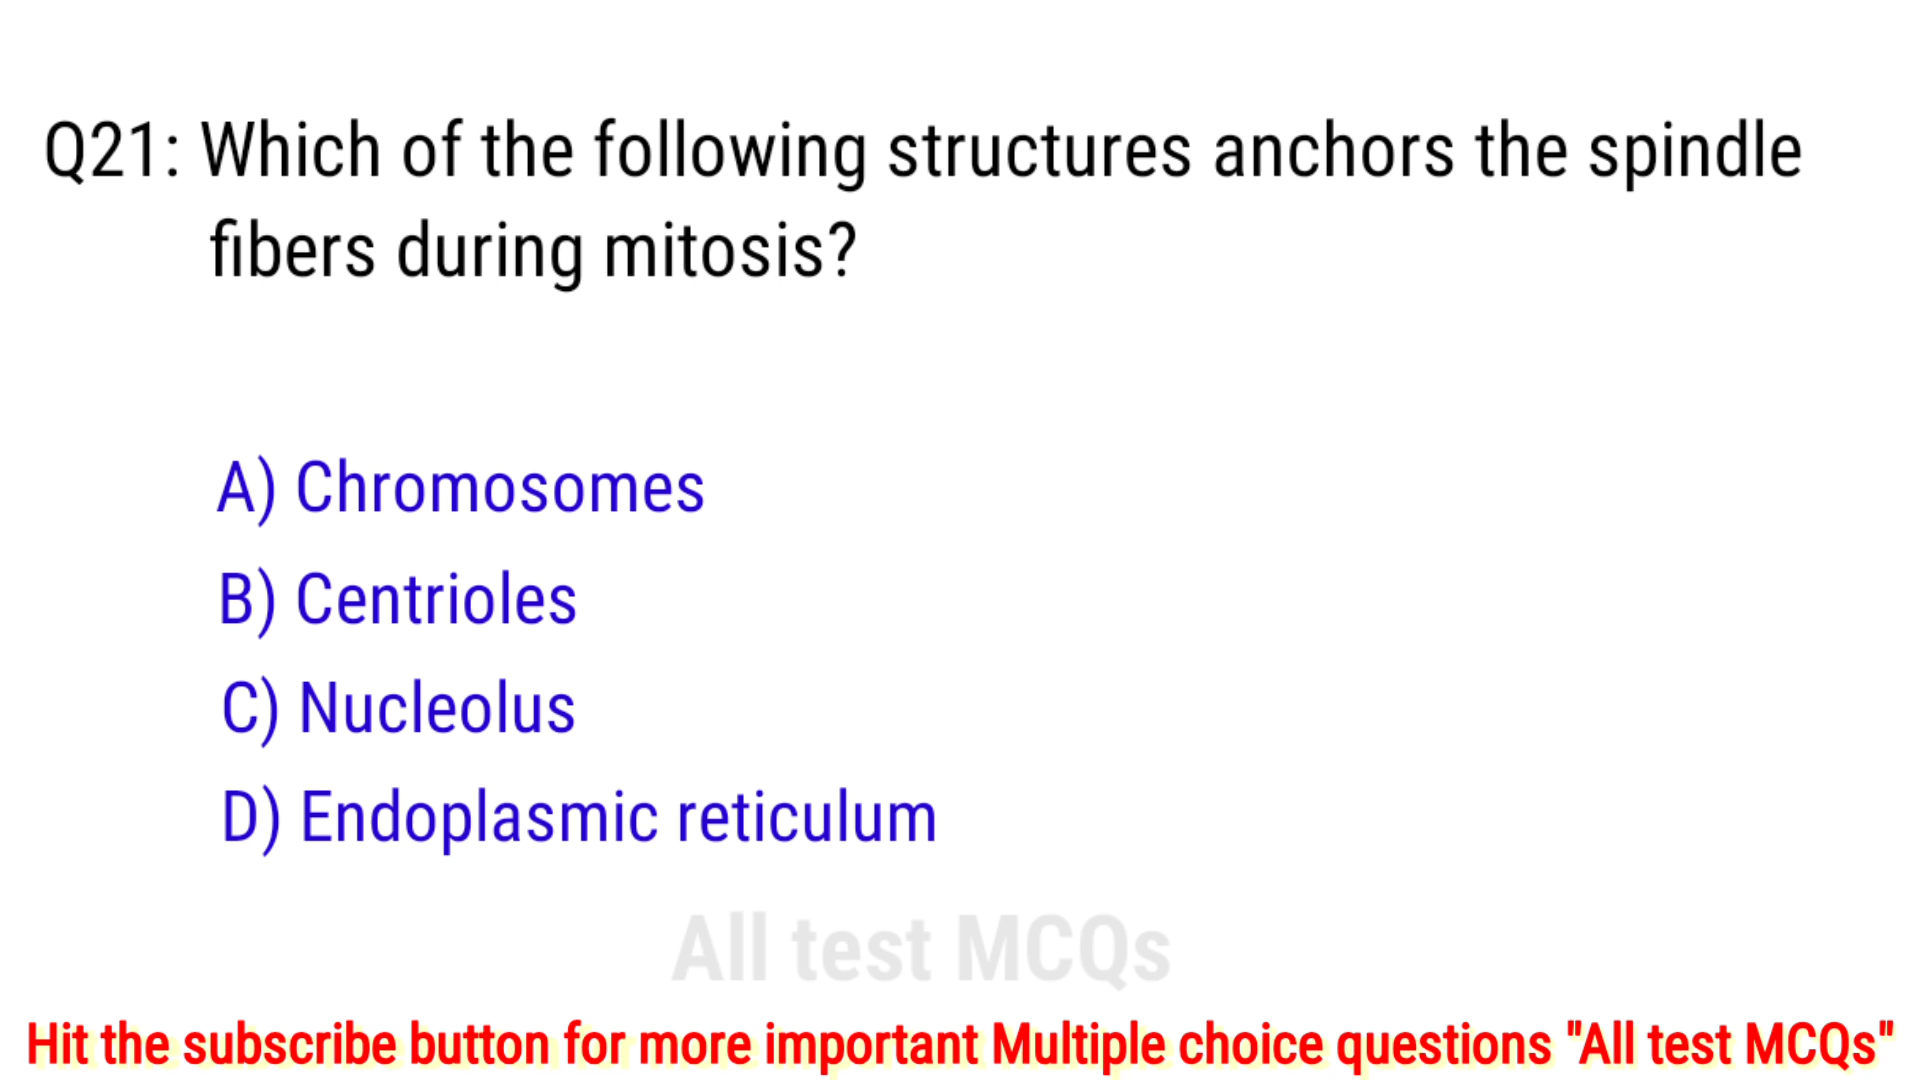 Q21: Which of the following structures anchors the spindle
fibers during mitosis?
A) Chromosomes
B) Centrioles
C) Nucleolus
D) Endoplasmic reticulum
All test MCQs
Hit the subscribe button for more important Multiple choice questions "All test MCQs"